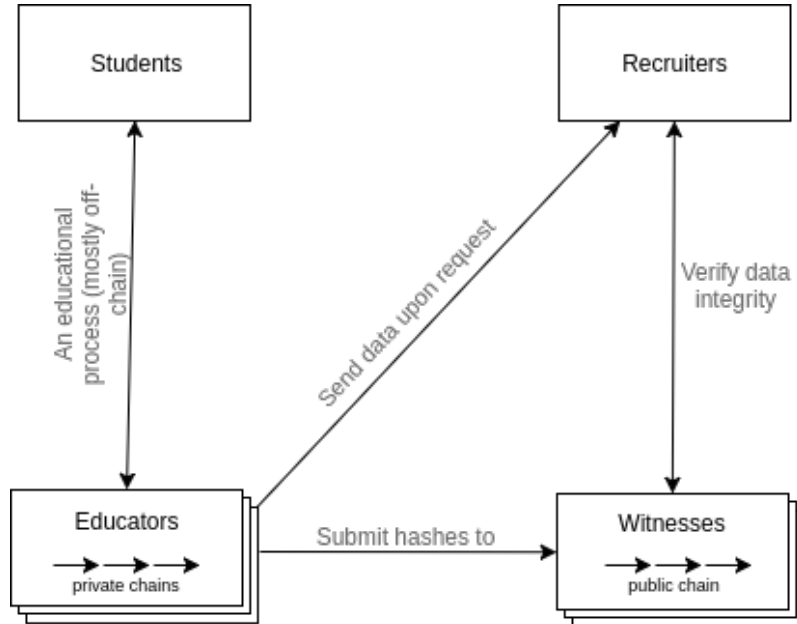 Students
Recruiters
An educational
process (mostly off-
chain)
Send data upon request
Verify data
integrity
Educators
private chains
Submit hashes to
Witnesses
public chain